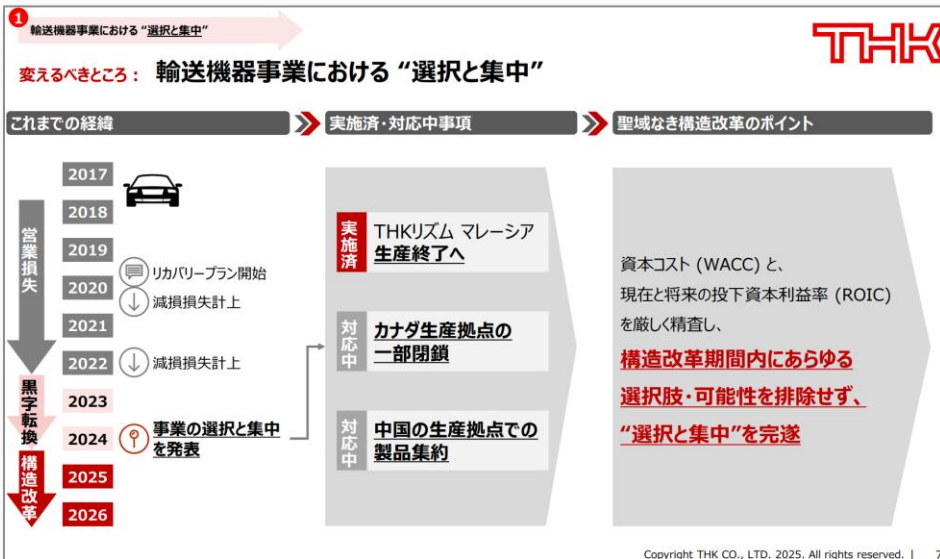 1
輸送機器事業における “選択と集中”
THK
変えるべきところ： 輸送機器事業における “選択と集中”
これまでの経緯
実施済・対応中事項
聖域なき構造改革のポイント
営業損失
黒字転換
構造改革
2017
2018
2019
2020
2021
2022
2023
2024
2025
2026
リカバリープラン開始
減損損失計上
減損損失計上
事業の選択と集中
を発表
実施済
THKリズム マレーシア
生産終了へ
対応中
カナダ生産拠点の
一部閉鎖
対応中
中国の生産拠点での
製品集約
資本コスト (WACC) と、
現在と将来の投下資本利益率 (ROIC)
を厳しく精査し、
構造改革期間内にあらゆる
選択肢・可能性を排除せず、
“選択と集中”を完遂
Copyright THK CO., LTD. 2025. All rights reserved. | 7